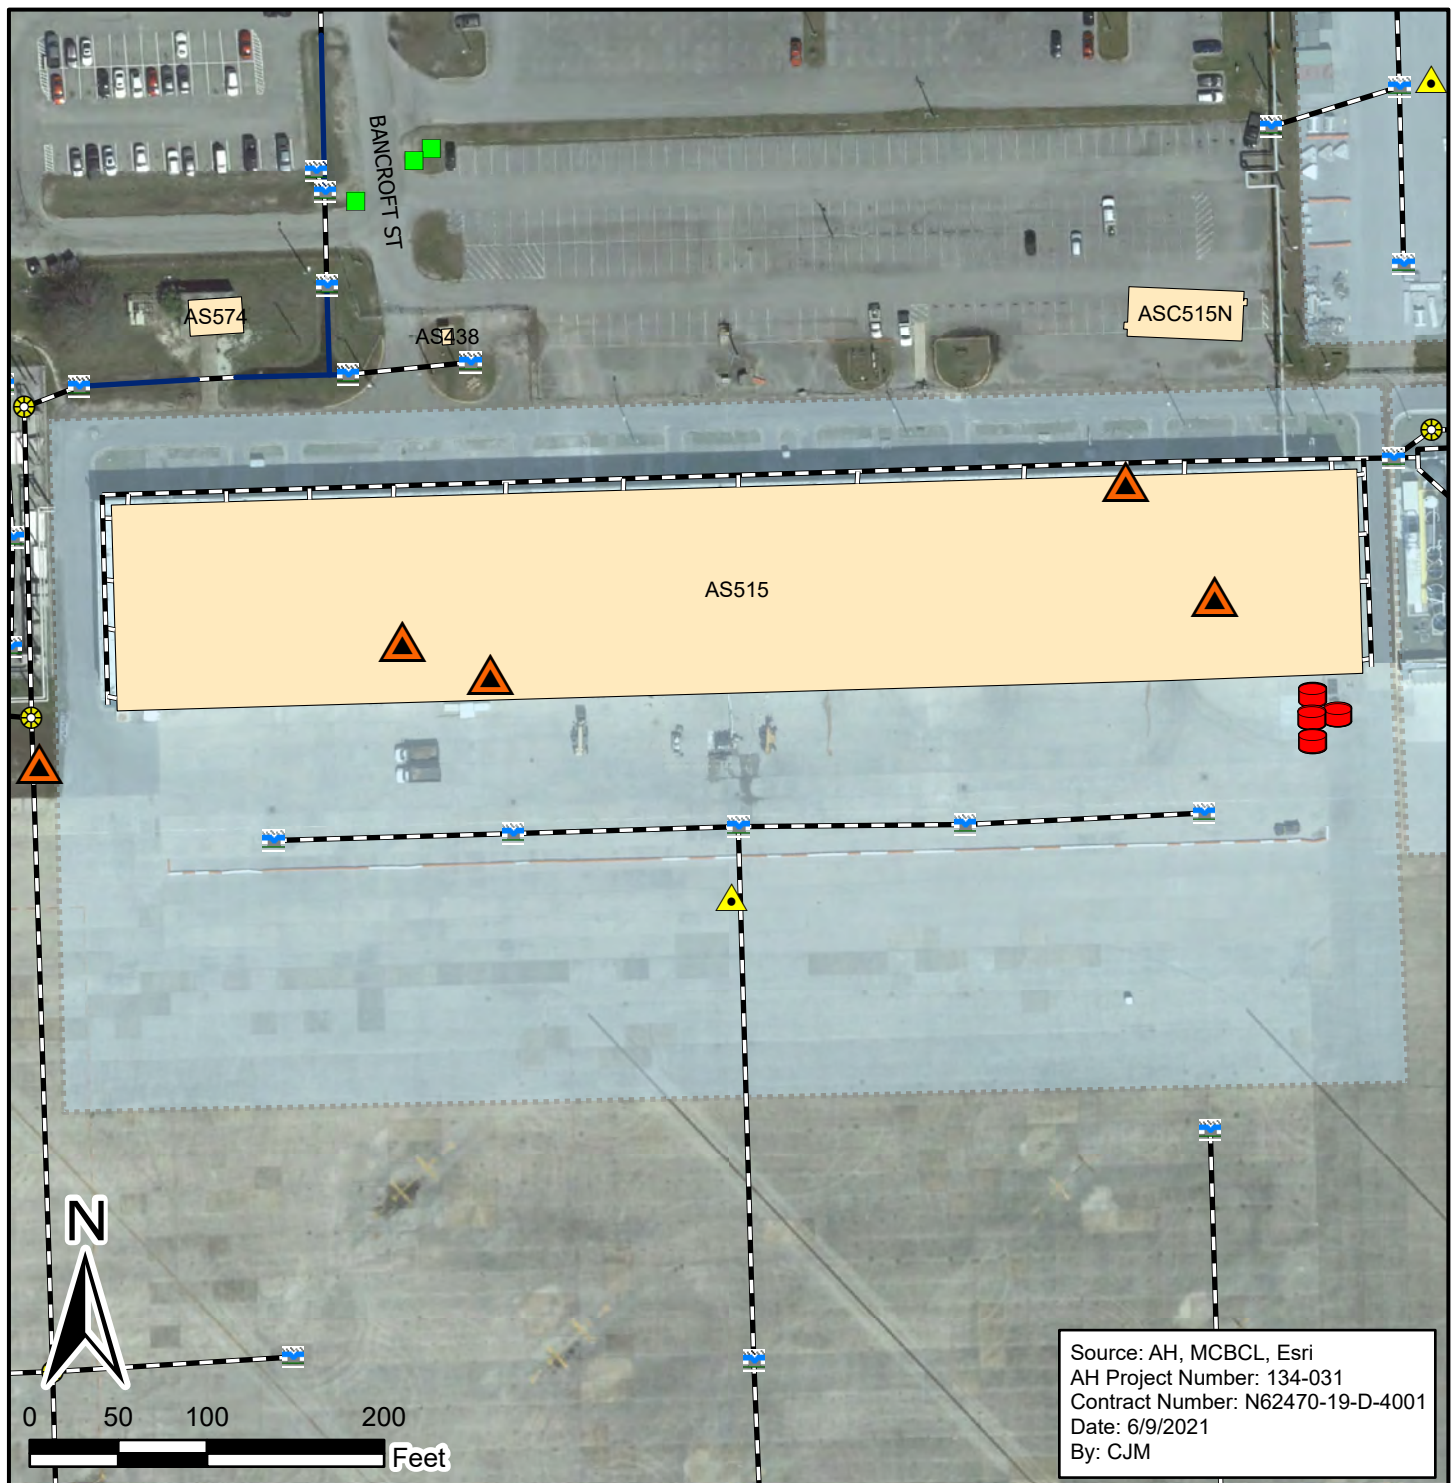 BANCROFT ST
AS574
AS438
ASC515N
AS515
N
0 50 100 200
Feet
Source: AH, MCBCL, Esri
AH Project Number: 134-031
Contract Number: N62470-19-D-4001
Date: 6/9/2021
By: CJM